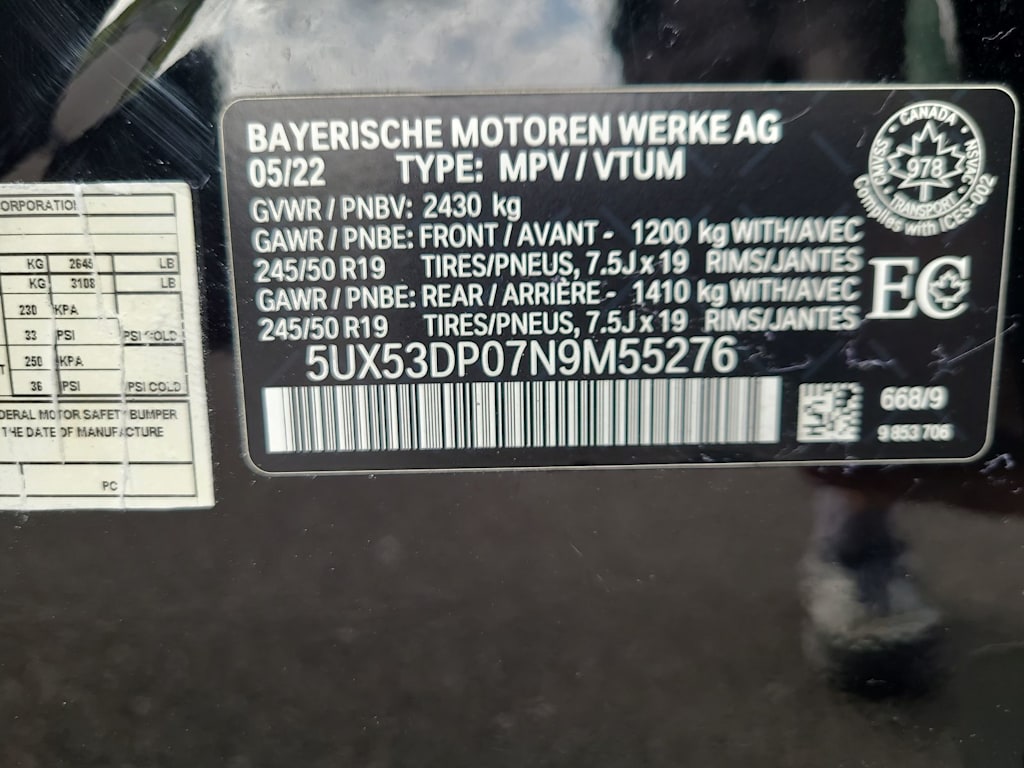 BAYERISCHE MOTOREN WERKE AG
05/22 TYPE: MPV / VTUM
GVWR / PNBV: 2430 kg
GAWR / PNBE: FRONT / AVANT - 1200 kg WITH/AVEC
245/50 R19 TIRES/PNEUS, 7.5J x 19 RIMS/JANTES
GAWR / PNBE: REAR / ARRIÈRE - 1410 kg WITH/AVEC
245/50 R19 TIRES/PNEUS, 7.5J x 19 RIMS/JANTES
5UX53DP07N9M55276
668/9
9 853 706
CANADA
978
TRANSPORT
CMVSS
NSVAC
Complies with ICES-002
EC
ORPORATION
KG 2645 LB
KG 3108 LB
230 KPA
33 PSI PSI COLD
250 KPA
36 PSI PSI COLD
DERAL MOTOR SAFETY BUMPER
THE DATE OF MANUFACTURE
PC